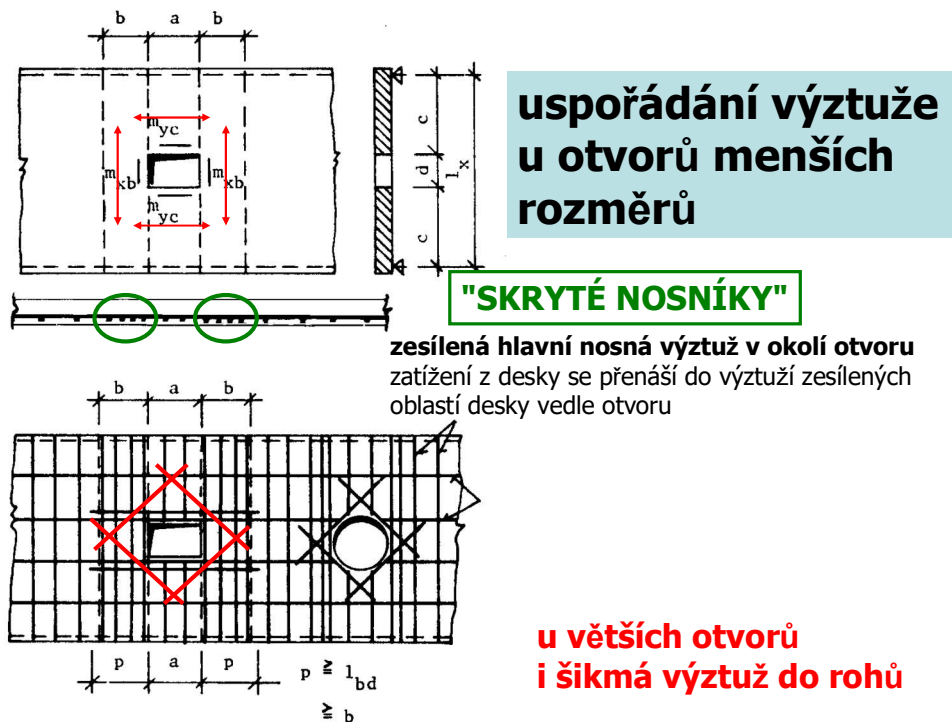 b a b
uspořádání výztuže
u otvorů menších
rozměrů
m yc
m xb
m xb
m yc
c
d
l x
c
"SKRYTÉ NOSNÍKY"
zesílená hlavní nosná výztuž v okolí otvoru
zatížení z desky se přenáší do výztuží zesílených
oblastí desky vedle otvoru
b a b
u větších otvorů
i šikmá výztuž do rohů
p a p
p ≧ l bd
≧ b